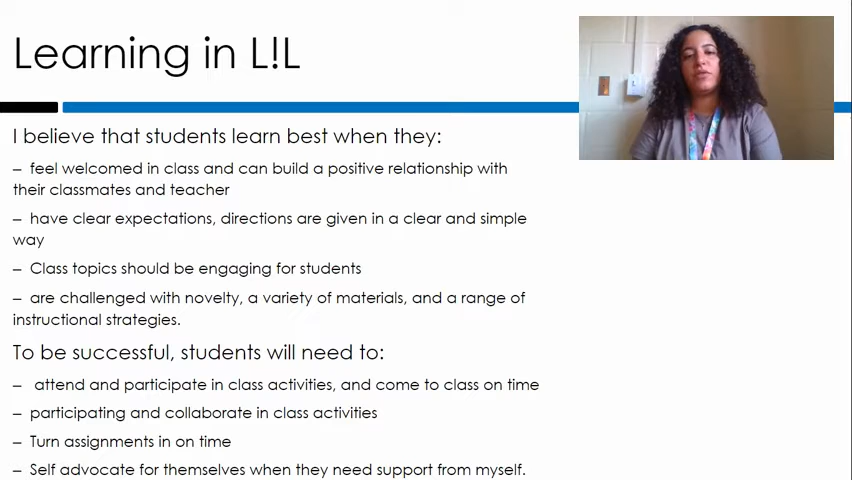 Learning in L!L
I believe that students learn best when they:
– feel welcomed in class and can build a positive relationship with
their classmates and teacher
– have clear expectations, directions are given in a clear and simple
way
– Class topics should be engaging for students
– are challenged with novelty, a variety of materials, and a range of
instructional strategies.
To be successful, students will need to:
– attend and participate in class activities, and come to class on time
– participating and collaborate in class activities
– Turn assignments in on time
– Self advocate for themselves when they need support from myself.